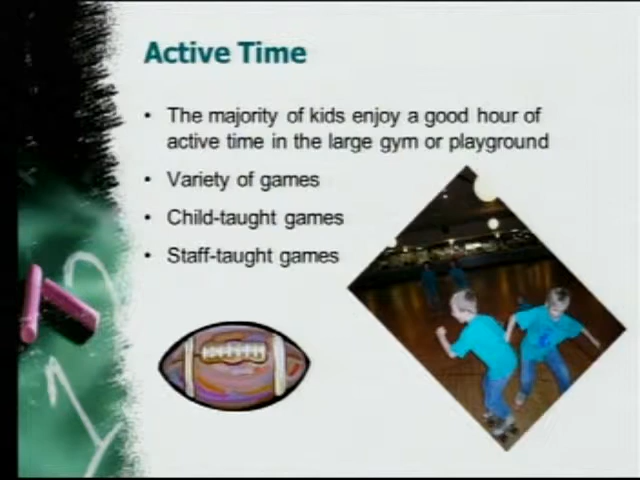 Active Time
• The majority of kids enjoy a good hour of
active time in the large gym or playground
• Variety of games
• Child-taught games
• Staff-taught games